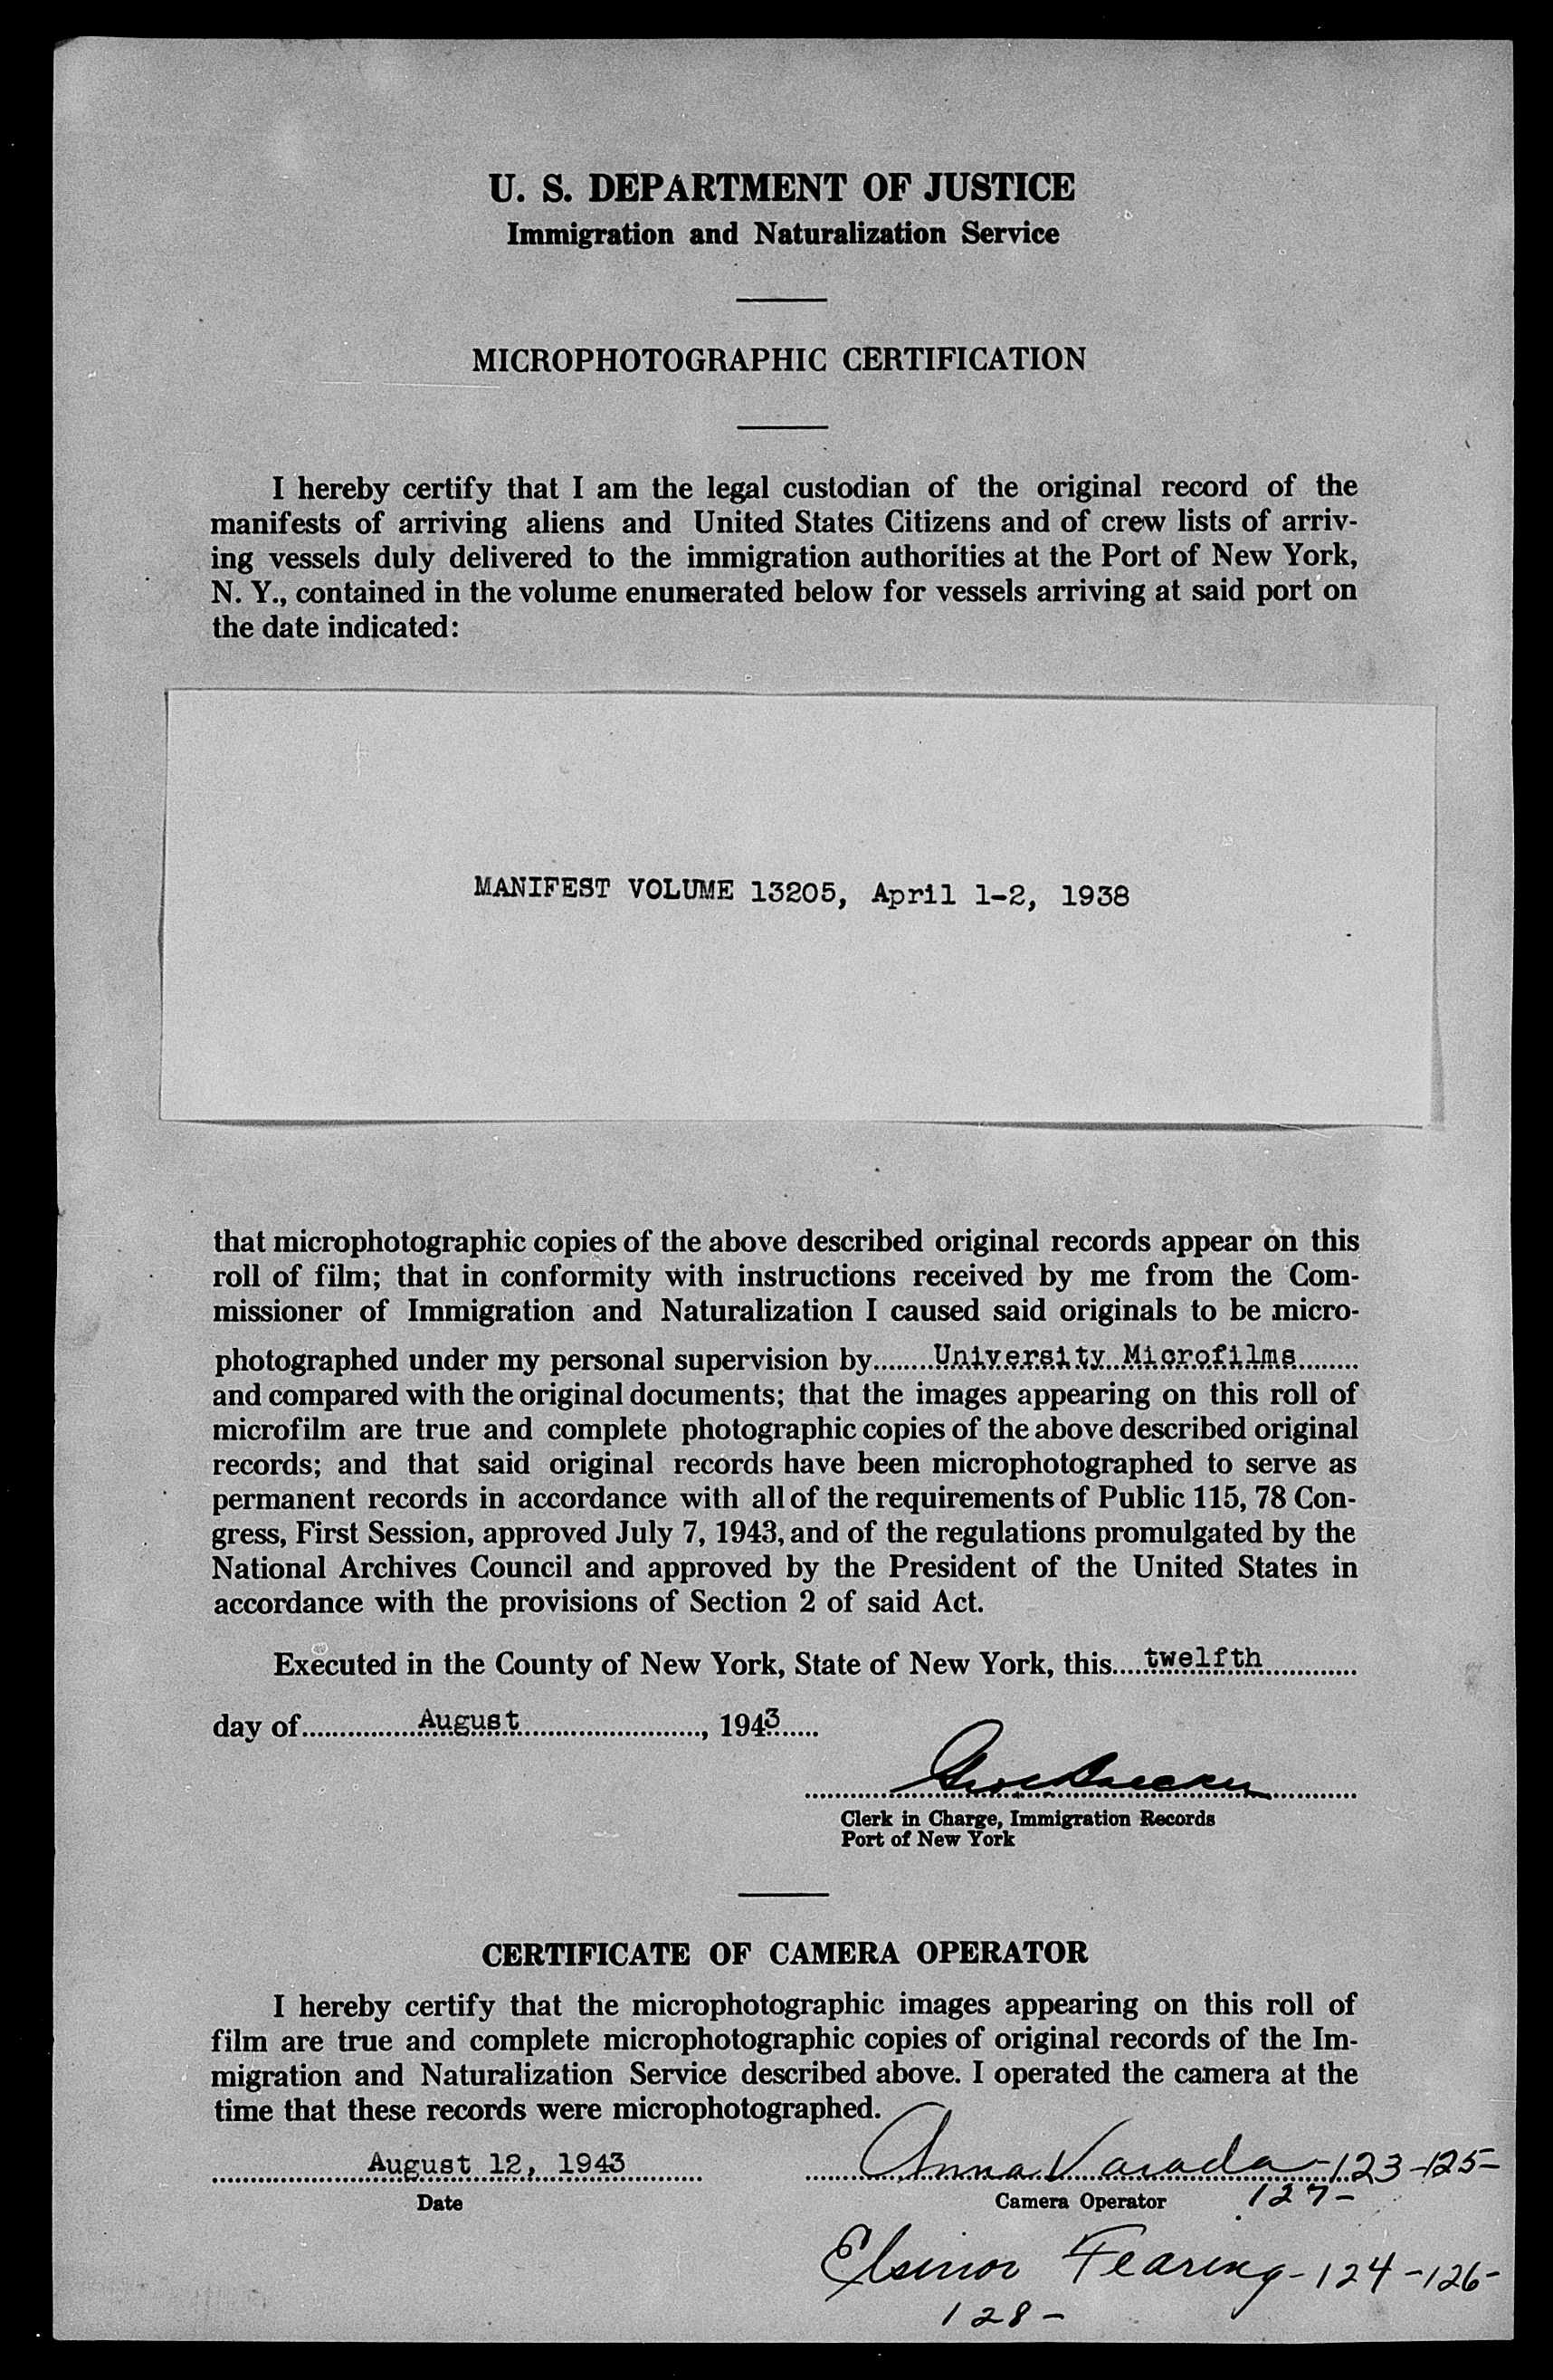 U. S. DEPARTMENT OF JUSTICE
Immigration and Naturalization Service
MICROPHOTOGRAPHIC CERTIFICATION
I hereby certify that I am the legal custodian of the original record of the
manifests of arriving aliens and United States Citizens and of crew lists of arriv-
ing vessels duly delivered to the immigration authorities at the Port of New York,
N. Y., contained in the volume enumerated below for vessels arriving at said port on
the date indicated:
MANIFEST VOLUME 13205, April 1-2, 1938
that microphotographic copies of the above described original records appear on this
roll of film; that in conformity with instructions received by me from the Com-
missioner of Immigration and Naturalization I caused said originals to be micro-
photographed under my personal supervision by........University Microfilms........
and compared with the original documents; that the images appearing on this roll of
microfilm are true and complete photographic copies of the above described original
records; and that said original records have been microphotographed to serve as
permanent records in accordance with all of the requirements of Public 115, 78 Con-
gress, First Session, approved July 7, 1943, and of the regulations promulgated by the
National Archives Council and approved by the President of the United States in
accordance with the provisions of Section 2 of said Act.
Executed in the County of New York, State of New York, this.....twelfth.............
day of................August........................., 1943......
Clerk in Charge, Immigration Records
Port of New York
CERTIFICATE OF CAMERA OPERATOR
I hereby certify that the microphotographic images appearing on this roll of
film are true and complete microphotographic copies of original records of the Im-
migration and Naturalization Service described above. I operated the camera at the
time that these records were microphotographed.
August 12, 1943 Anna Varada-123-125-
Date Camera Operator 127-
Elsinor Fearing-124-126-
128-